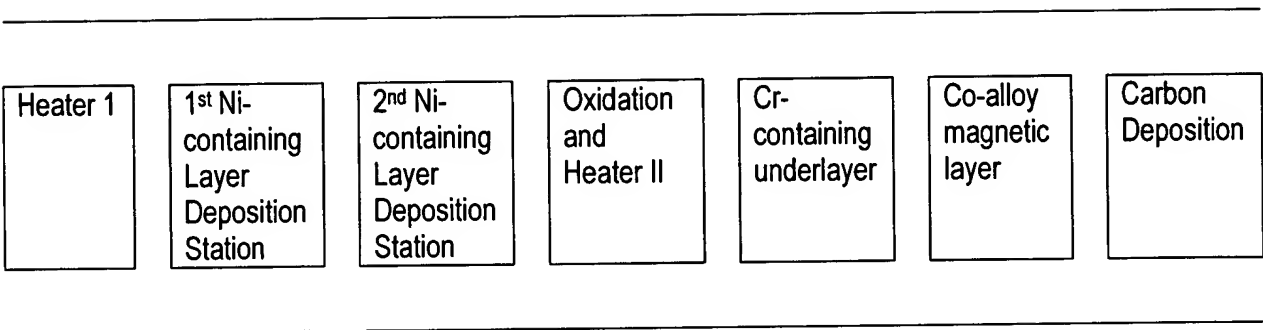 Heater 1
1st Ni-
containing
Layer
Deposition
Station
2nd Ni-
containing
Layer
Deposition
Station
Oxidation
and
Heater II
Cr-
containing
underlayer
Co-alloy
magnetic
layer
Carbon
Deposition